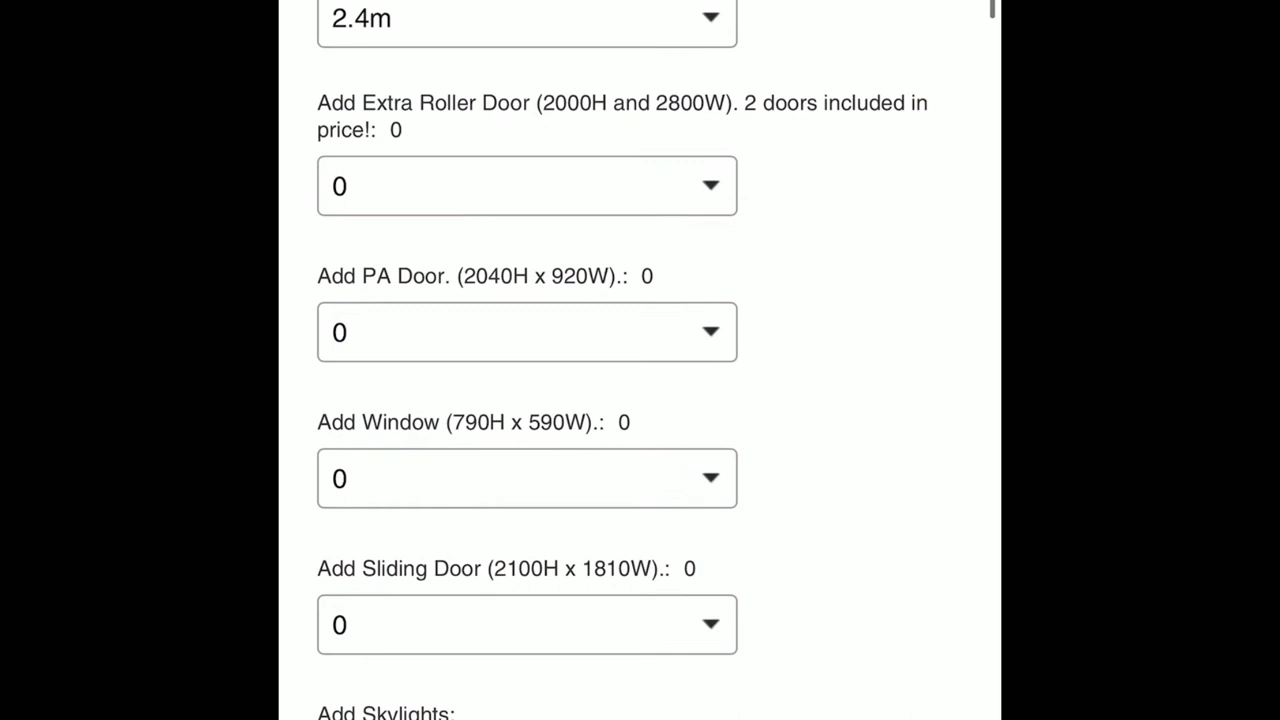 2.4m
Add Extra Roller Door (2000H and 2800W). 2 doors included in
price!: 0
0
Add PA Door. (2040H x 920W).: 0
0
Add Window (790H x 590W).: 0
0
Add Sliding Door (2100H x 1810W).: 0
0
Add Skylights: